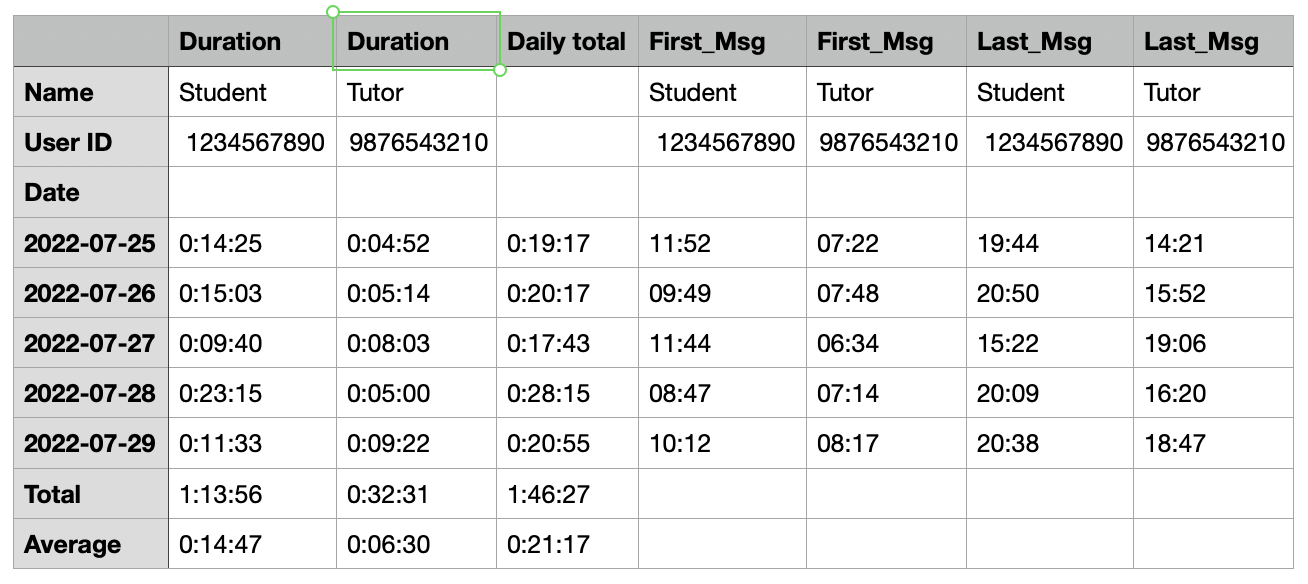 Duration Duration Daily total First_Msg First_Msg Last_Msg Last_Msg
Name Student Tutor Student Tutor Student Tutor
User ID 1234567890 9876543210 1234567890 9876543210 1234567890 9876543210
Date
2022-07-25 0:14:25 0:04:52 0:19:17 11:52 07:22 19:44 14:21
2022-07-26 0:15:03 0:05:14 0:20:17 09:49 07:48 20:50 15:52
2022-07-27 0:09:40 0:08:03 0:17:43 11:44 06:34 15:22 19:06
2022-07-28 0:23:15 0:05:00 0:28:15 08:47 07:14 20:09 16:20
2022-07-29 0:11:33 0:09:22 0:20:55 10:12 08:17 20:38 18:47
Total 1:13:56 0:32:31 1:46:27
Average 0:14:47 0:06:30 0:21:17